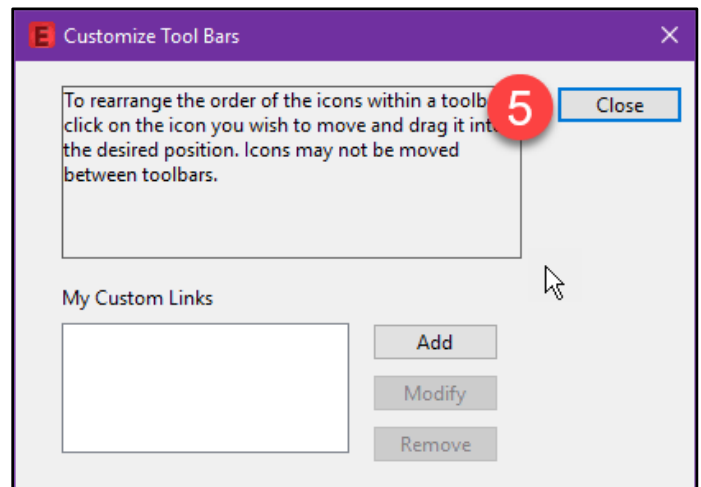 E Customize Tool Bars
To rearrange the order of the icons within a
click on the icon you wish to move and drag it
the desired position. Icons may not be moved
between toolbars.
5
Close
My Custom Links
Add
Modify
Remove